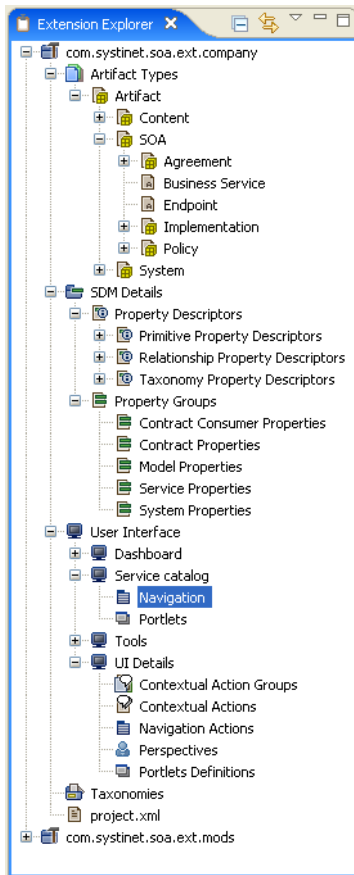 Extension Explorer
com.systinet.soa.ext.company
Artifact Types
Artifact
Content
SOA
Agreement
Business Service
Endpoint
Implementation
Policy
System
SDM Details
Property Descriptors
Primitive Property Descriptors
Relationship Property Descriptors
Taxonomy Property Descriptors
Property Groups
Contract Consumer Properties
Contract Properties
Model Properties
Service Properties
System Properties
User Interface
Dashboard
Service catalog
Navigation
Portlets
Tools
UI Details
Contextual Action Groups
Contextual Actions
Navigation Actions
Perspectives
Portlets Definitions
Taxonomies
project.xml
com.systinet.soa.ext.mods